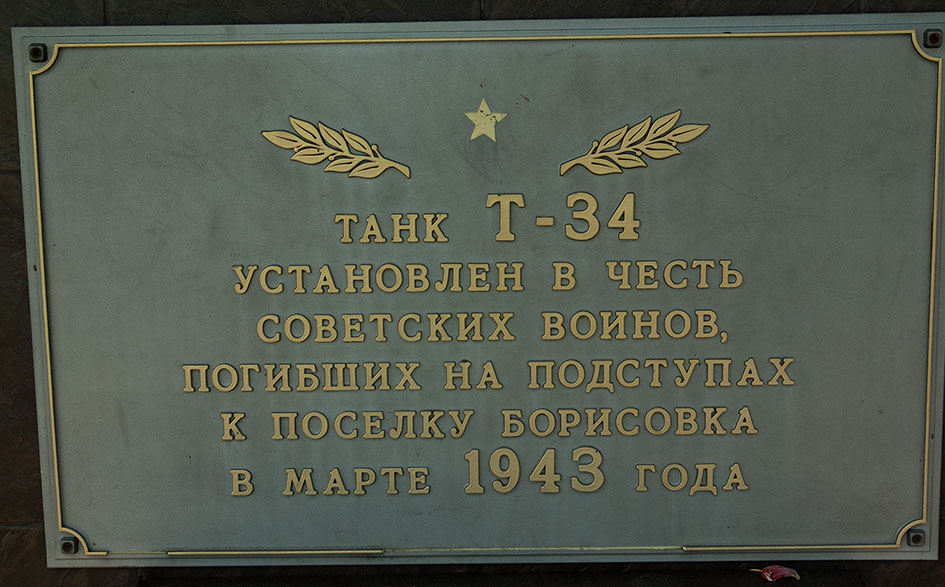 ТАНК Т-34
УСТАНОВЛЕН В ЧЕСТЬ
СОВЕТСКИХ ВОИНОВ,
ПОГИБШИХ НА ПОДСТУПАХ
К ПОСЕЛКУ БОРИСОВКА
В МАРТЕ 1943 ГОДА